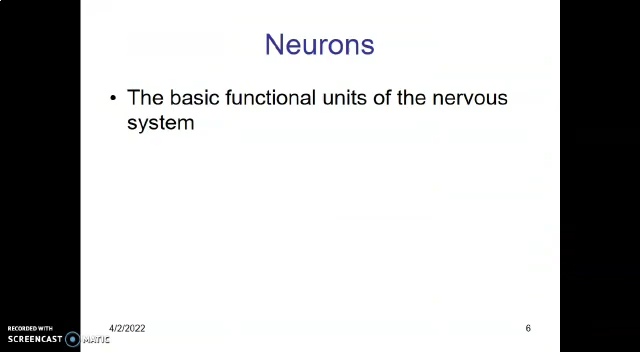 Neurons
• The basic functional units of the nervous
system
4/2/2022
6
RECORDED WITH
SCREENCAST MATIC